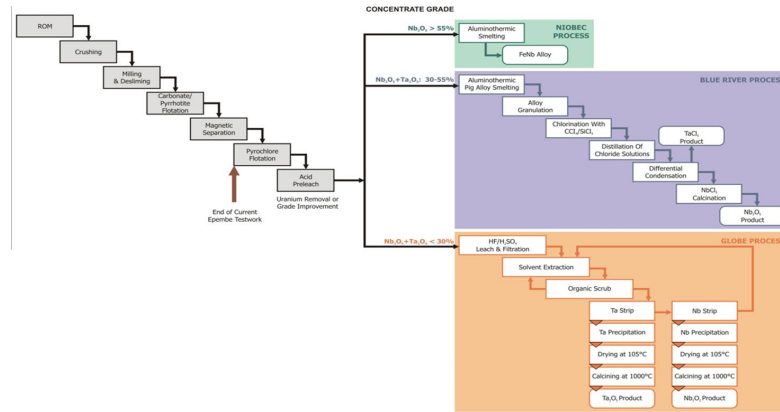 CONCENTRATE GRADE
ROM
Crushing
Milling
& Desliming
Carbonate/
Pyrrhotite
Flotation
Magnetic
Separation
Pyrochlore
Flotation
Acid
Preleach
End of Current
Epembe Testwork
Uranium Removal or
Grade Improvement
Nb₂O₅ > 55%
NIOBEC
PROCESS
Aluminothermic
Smelting
FeNb Alloy
Nb₂O₅+Ta₂O₅: 30-55%
BLUE RIVER PROCES
Aluminothermic
Pig Alloy Smelting
Alloy
Granulation
Chlorination With
CCl₄/SiCl₄
Distillation Of
Chloride Solutions
TaCl₅
Product
Differential
Condensation
NbCl₅
Calcination
Nb₂O₅
Product
Nb₂O₅+Ta₂O₅ < 30%
GLOBE PROCES
HF/H₂SO₄
Leach & Filtration
Solvent Extraction
Organic Scrub
Ta Strip
Nb Strip
Ta Precipitation
Nb Precipitation
Drying at 105°C
Drying at 105°C
Calcining at 1000°C
Calcining at 1000°C
Ta₂O₅ Product
Nb₂O₅ Product